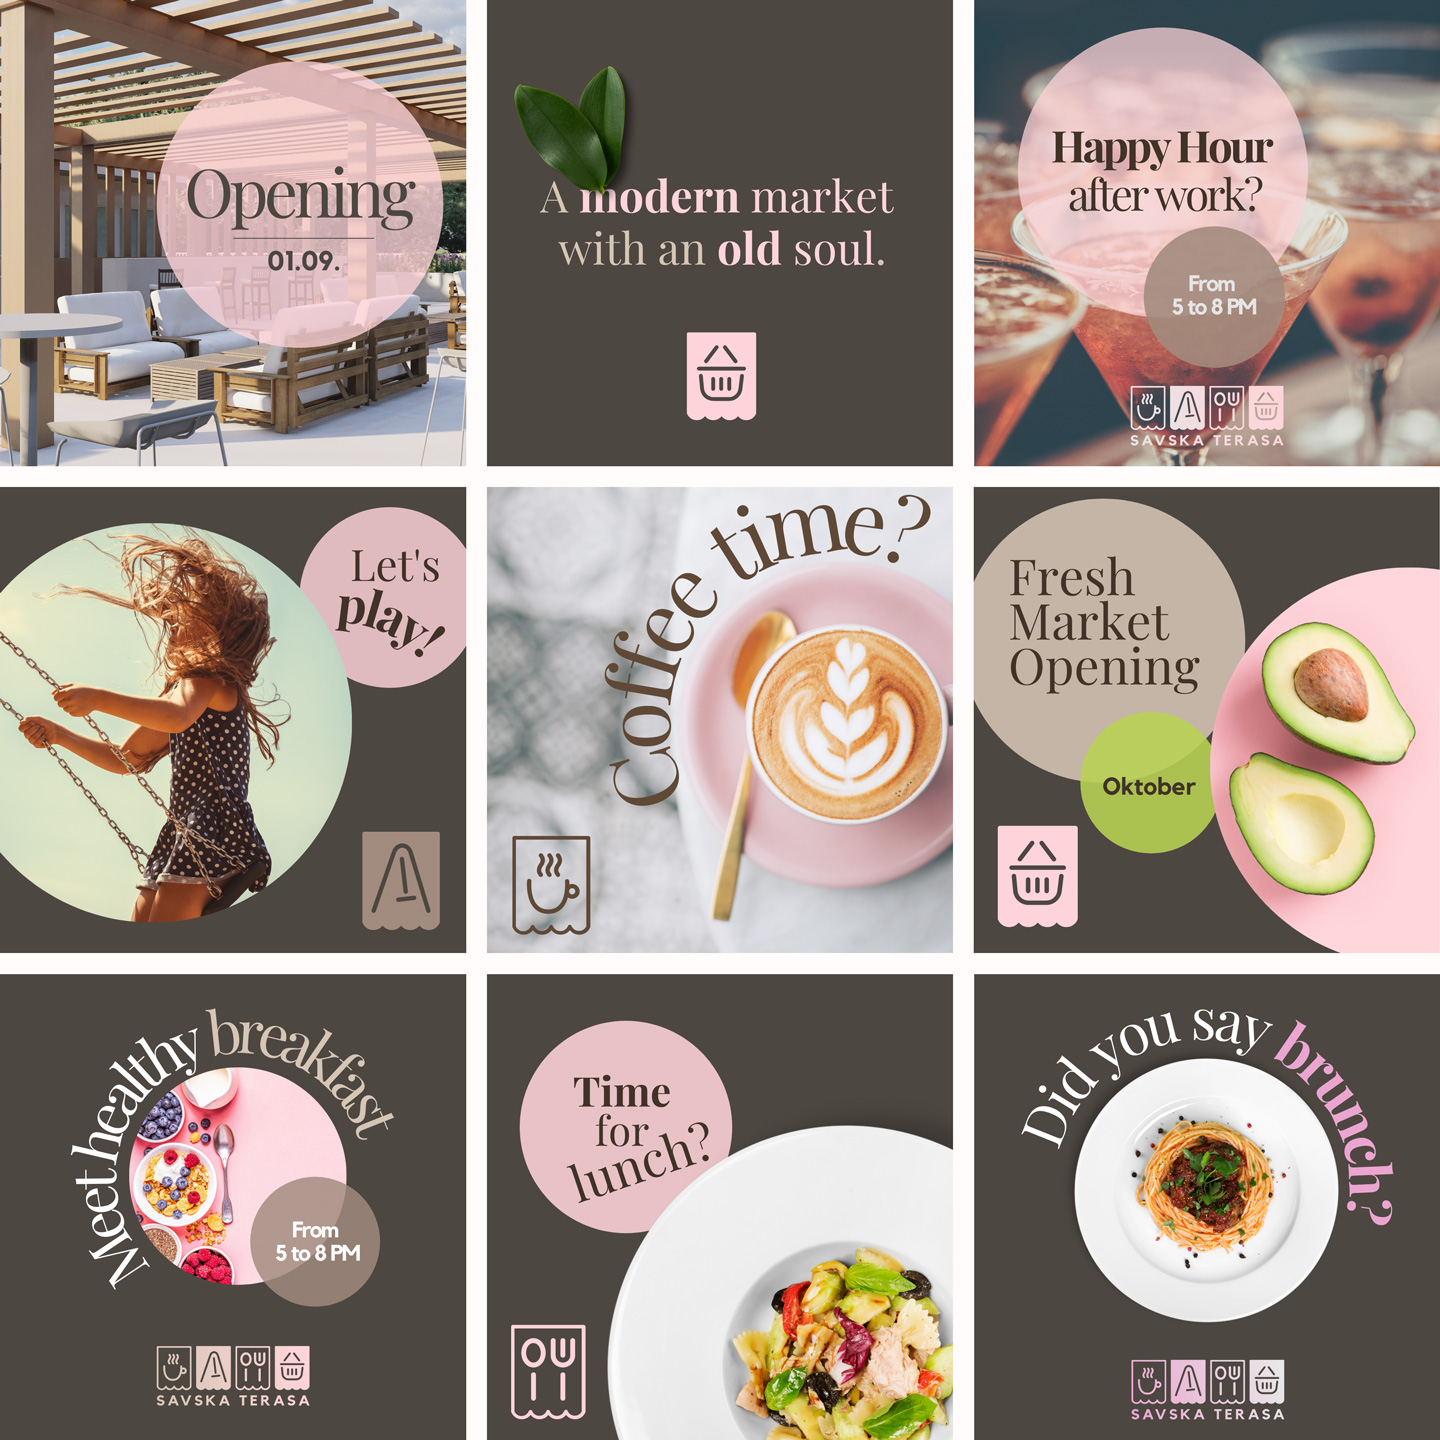 Opening
01.09.
A modern market
with an old soul.
Happy Hour
after work?
From
5 to 8 PM
SAVSKA TERASA
Let's
play!
Coffee time?
Fresh
Market
Opening
Oktober
Meet healthy breakfast
From
5 to 8 PM
SAVSKA TERASA
Time
for
lunch?
Did you say brunch?
SAVSKA TERASA